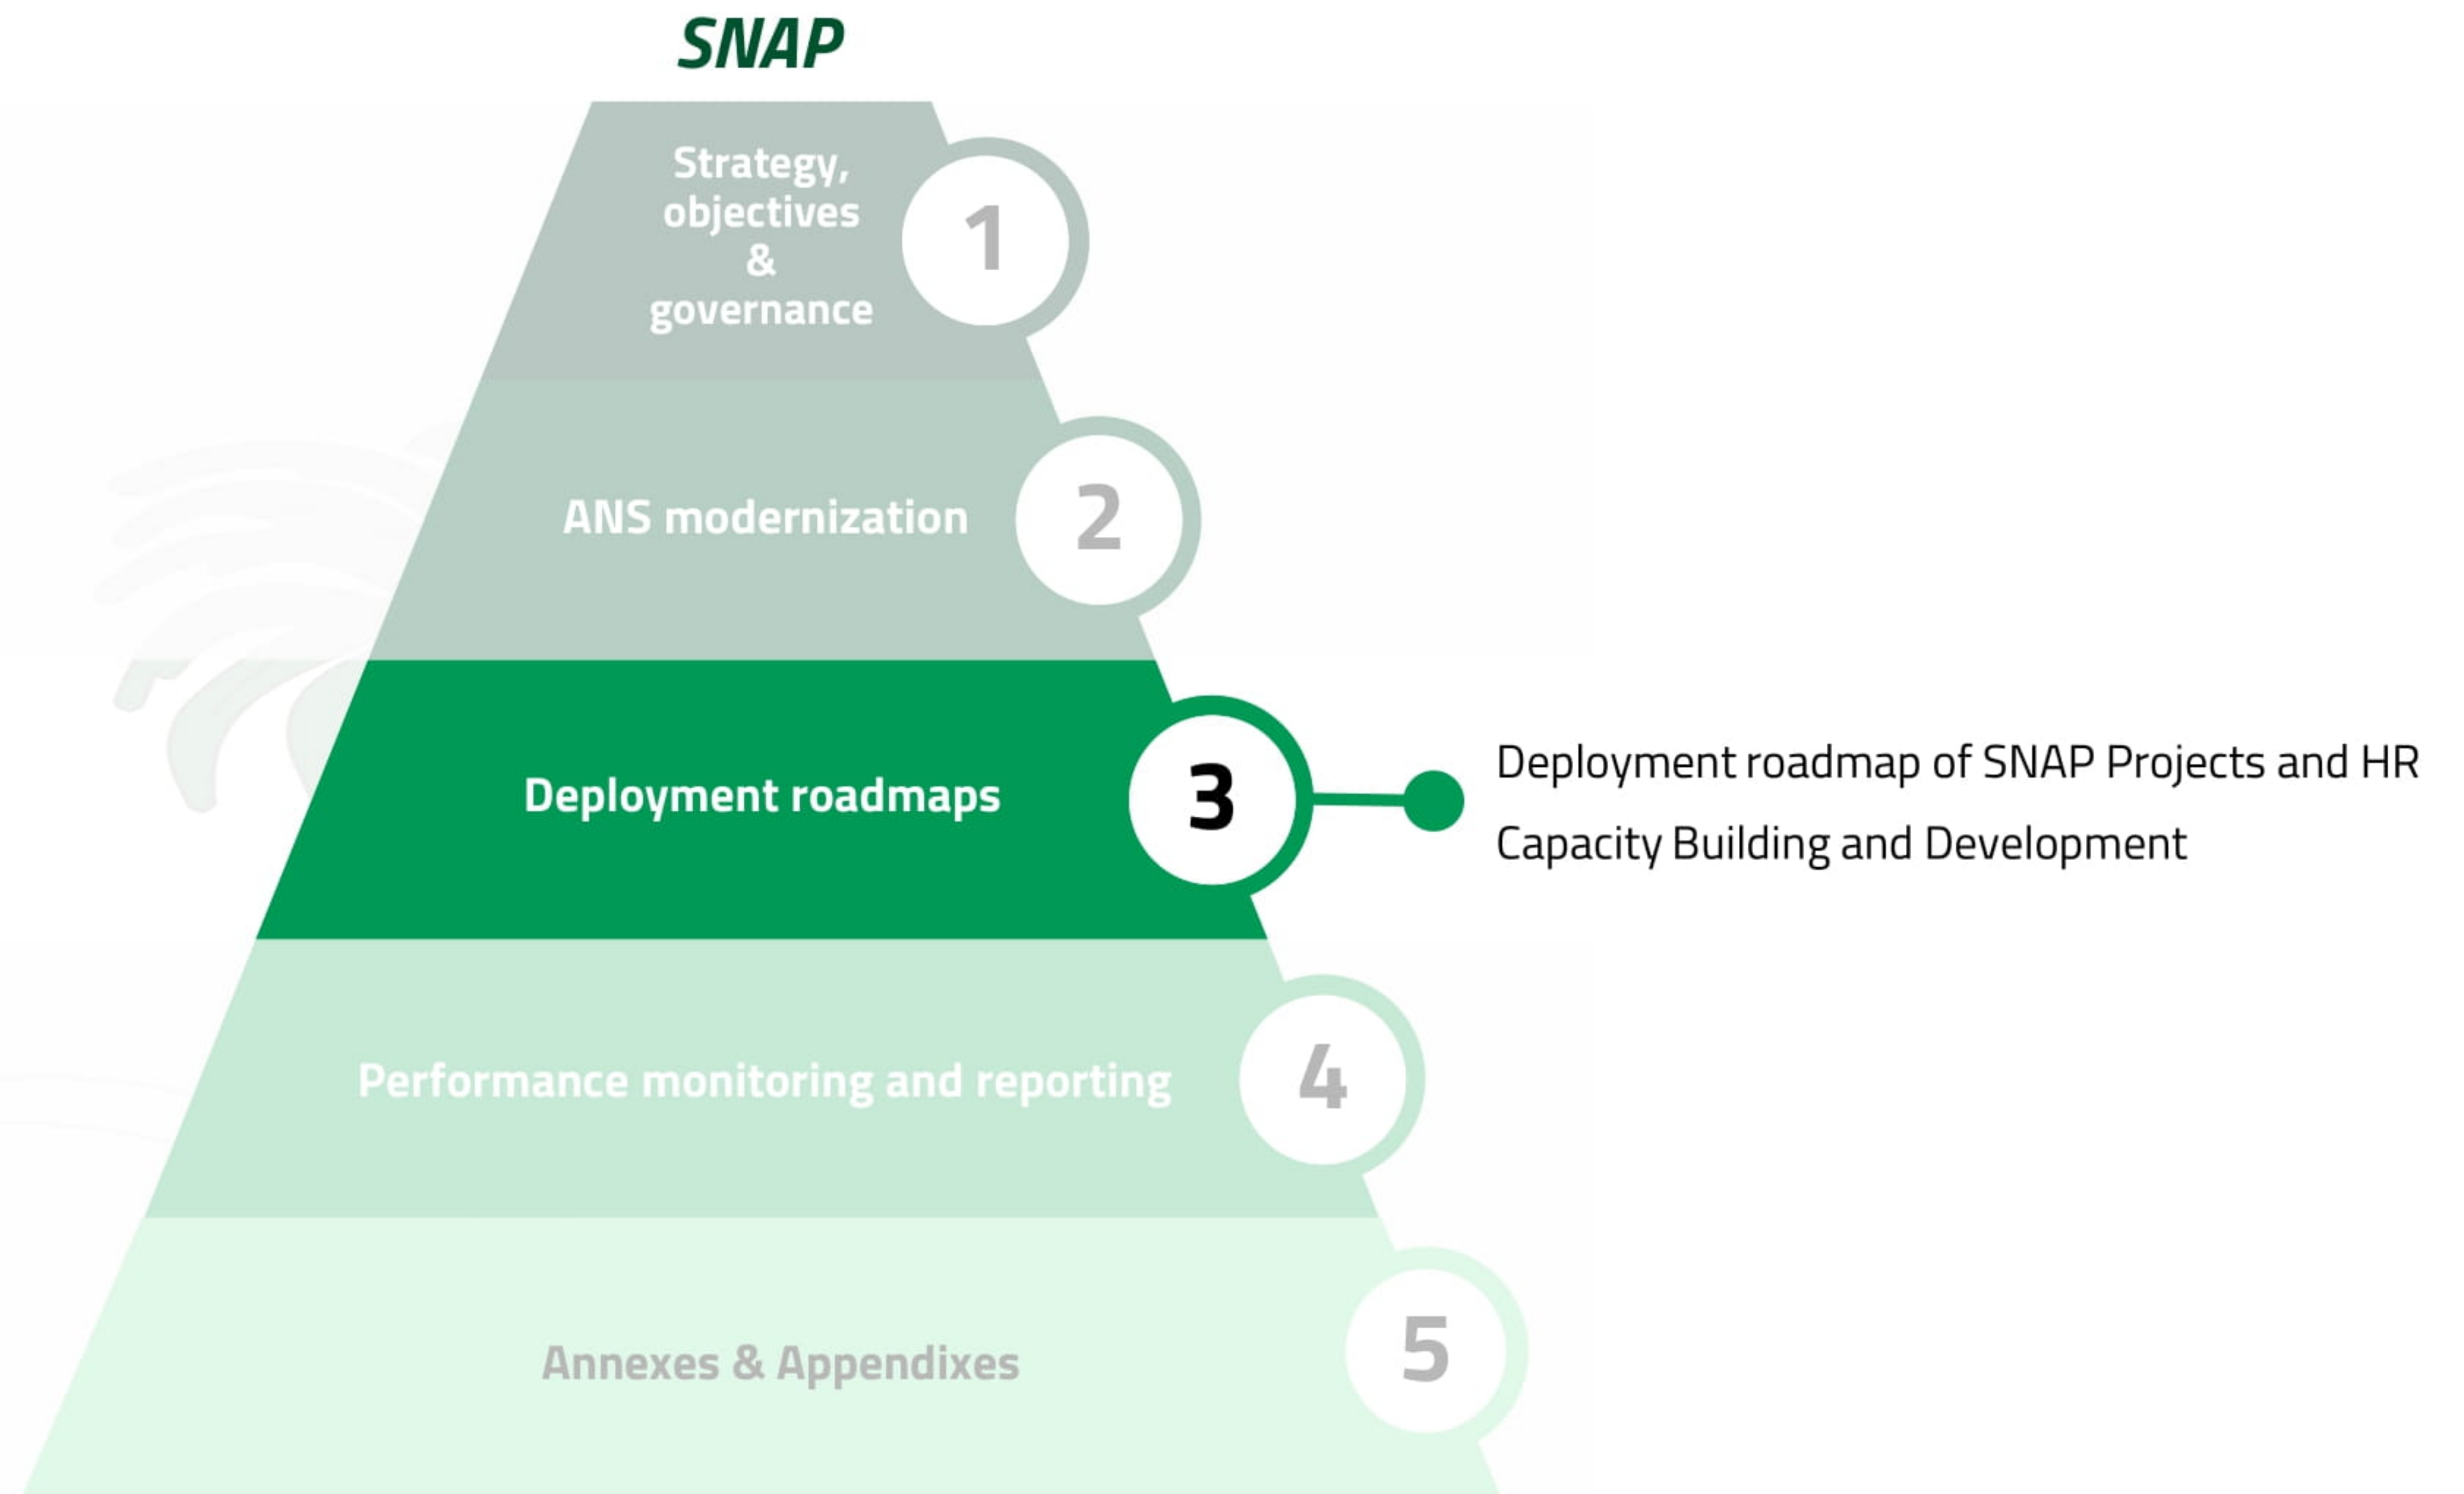 SNAP
Strategy,
objectives
&
governance
1
ANS modernization
2
Deployment roadmaps
3
Deployment roadmap of SNAP Projects and HR
Capacity Building and Development
Performance monitoring and reporting
4
Annexes & Appendixes
5